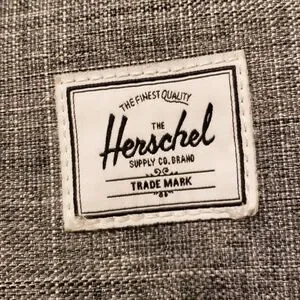 THE FINEST QUALITY
THE
Herschel
SUPPLY CO. BRAND
TRADE MARK